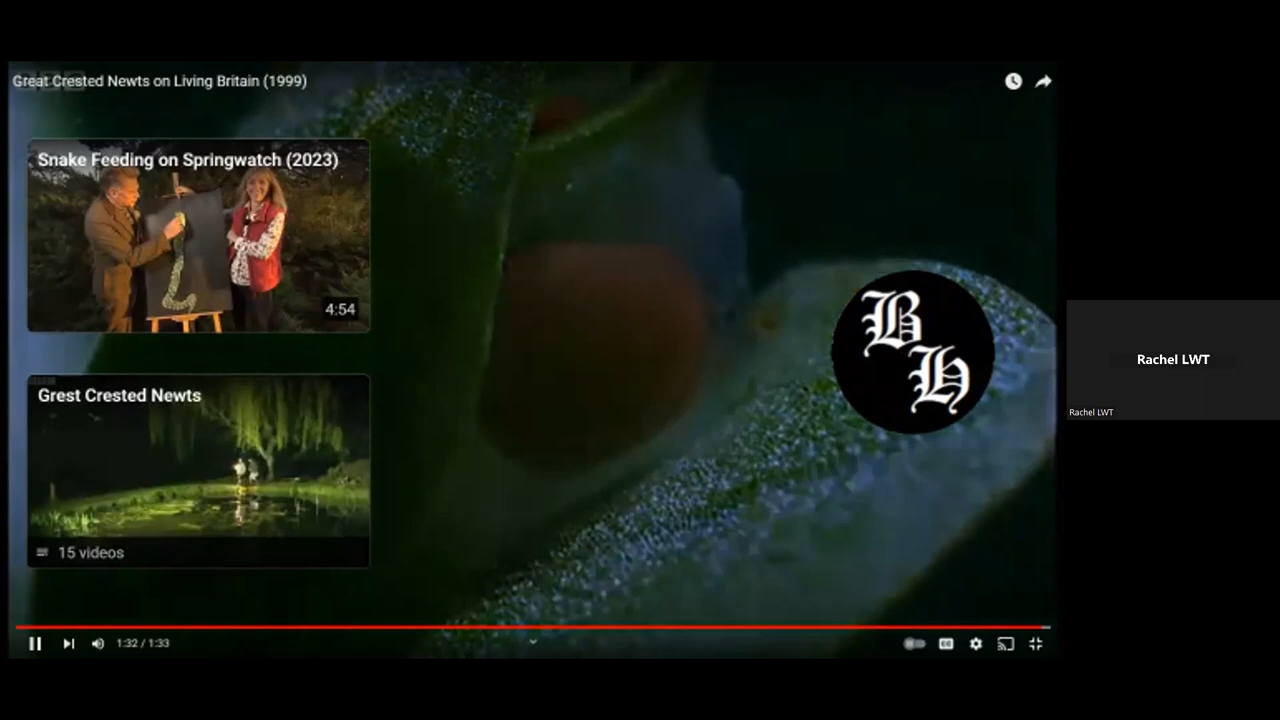 Great Crested Newts on Living Britain (1999)
Snake Feeding on Springwatch (2023)
4:54
Grest Crested Newts
15 videos
B
H
1:32 / 1:33
CC
Rachel LWT
Rachel LWT